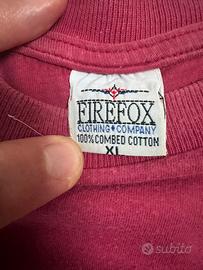 FIREFOX
CLOTHING COMPANY
100% COMBED COTTON
XL
subito